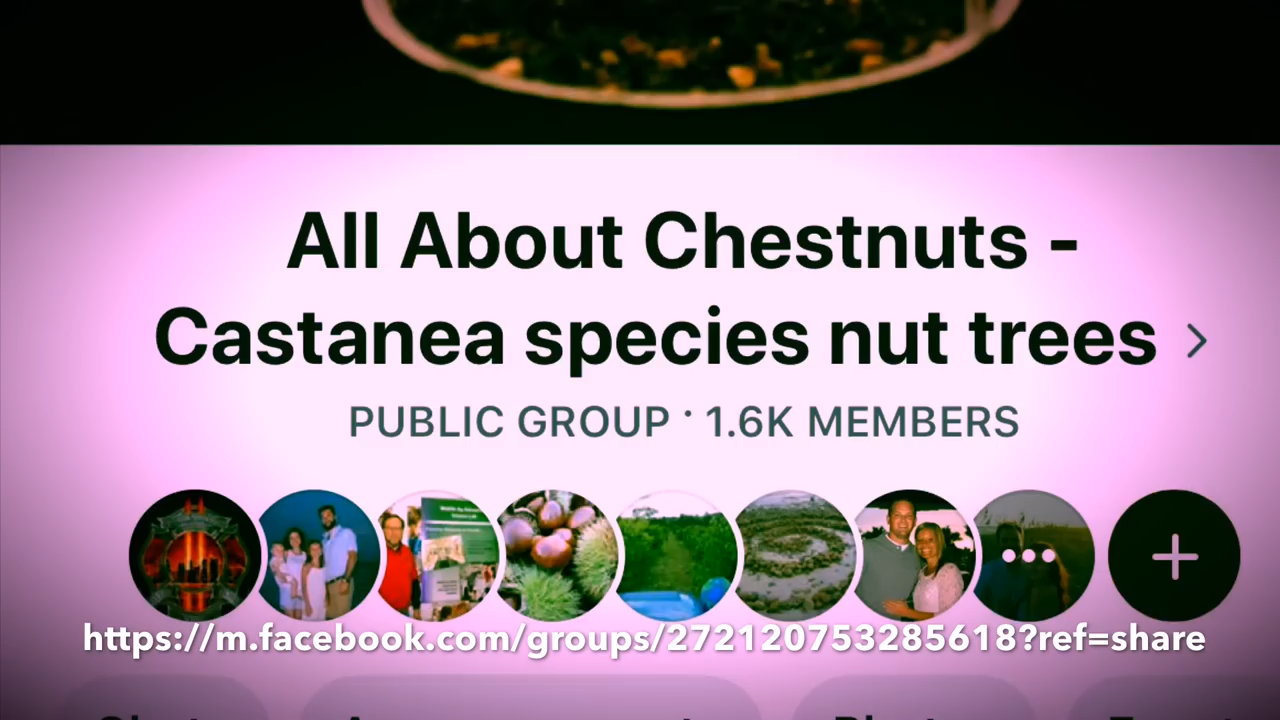 All About Chestnuts -
Castanea species nut trees
PUBLIC GROUP · 1.6K MEMBERS
https://m.facebook.com/groups/272120753285618?ref=share